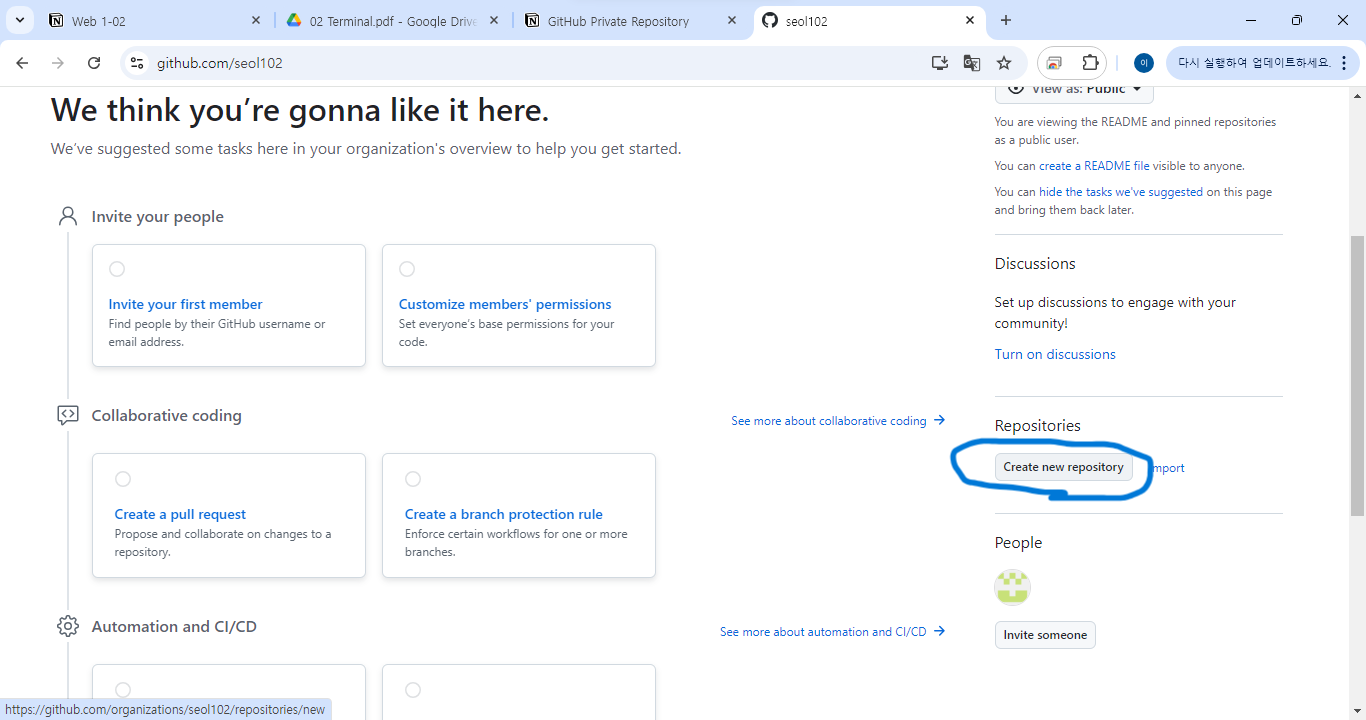 Web 1-02
02 Terminal.pdf - Google Drive
GitHub Private Repository
seol102
github.com/seol102
이
다시 실행하여 업데이트하세요.
We think you’re gonna like it here.
We’ve suggested some tasks here in your organization's overview to help you get started.
Invite your people
Invite your first member
Find people by their GitHub username or
email address.
Customize members' permissions
Set everyone's base permissions for your
code.
Collaborative coding
See more about collaborative coding
Create a pull request
Propose and collaborate on changes to a
repository.
Create a branch protection rule
Enforce certain workflows for one or more
branches.
Automation and CI/CD
See more about automation and CI/CD
View as: Public
You are viewing the README and pinned repositories
as a public user.
You can create a README file visible to anyone.
You can hide the tasks we've suggested on this page
and bring them back later.
Discussions
Set up discussions to engage with your
community!
Turn on discussions
Repositories
Create new repository
mport
People
Invite someone
https://github.com/organizations/seol102/repositories/new